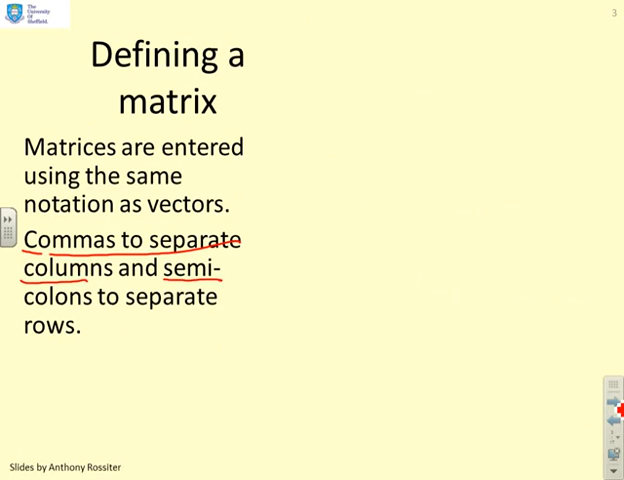 The
University
Of
Sheffield.
3
Defining a
matrix
Matrices are entered
using the same
notation as vectors.
Commas to separate
columns and semi-
colons to separate
rows.
Slides by Anthony Rossiter